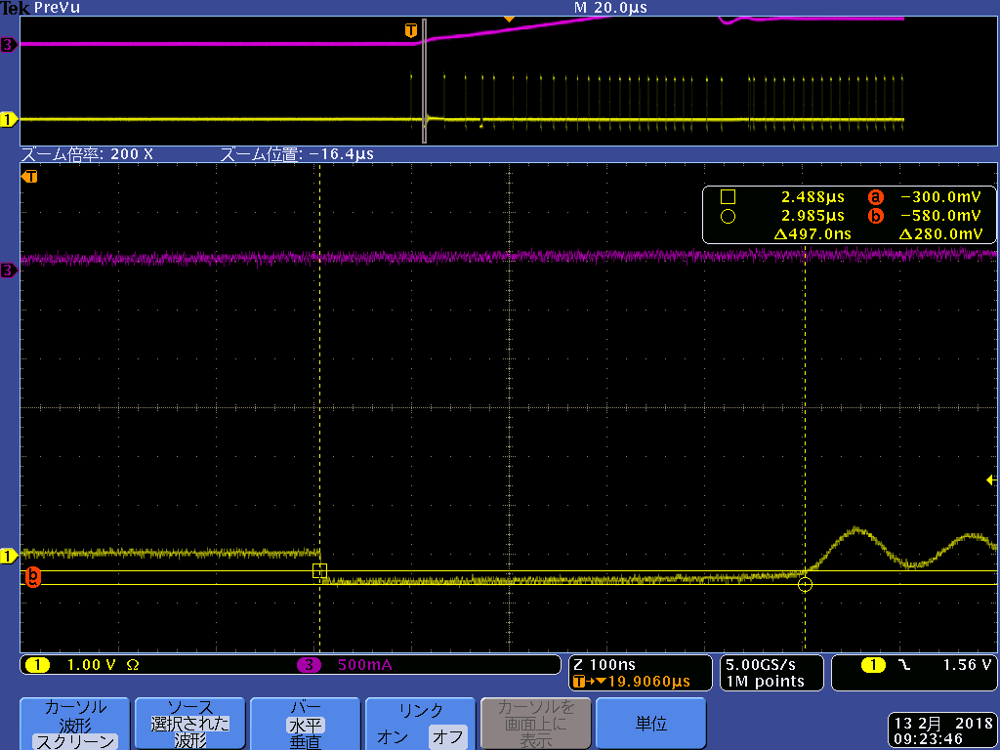 Tek PreVu M 20.0µs
T
3
1
ズーム倍率: 200 X ズーム位置: −16.4µs
T
2.488µs a −300.0mV
2.985µs b −580.0mV
Δ497.0ns Δ280.0mV
3
1
b
1 1.00 V Ω 3 500mA
Z 100ns
T→▼19.9060µs
5.00GS/s
1M points
1 1.56 V
カーソル
波形
スクリーン
ソース
選択された
波形
バー
水平
垂直
リンク
オン オフ
カーソルを
画面上に
表示
単位
13 2月 2018
09:23:46